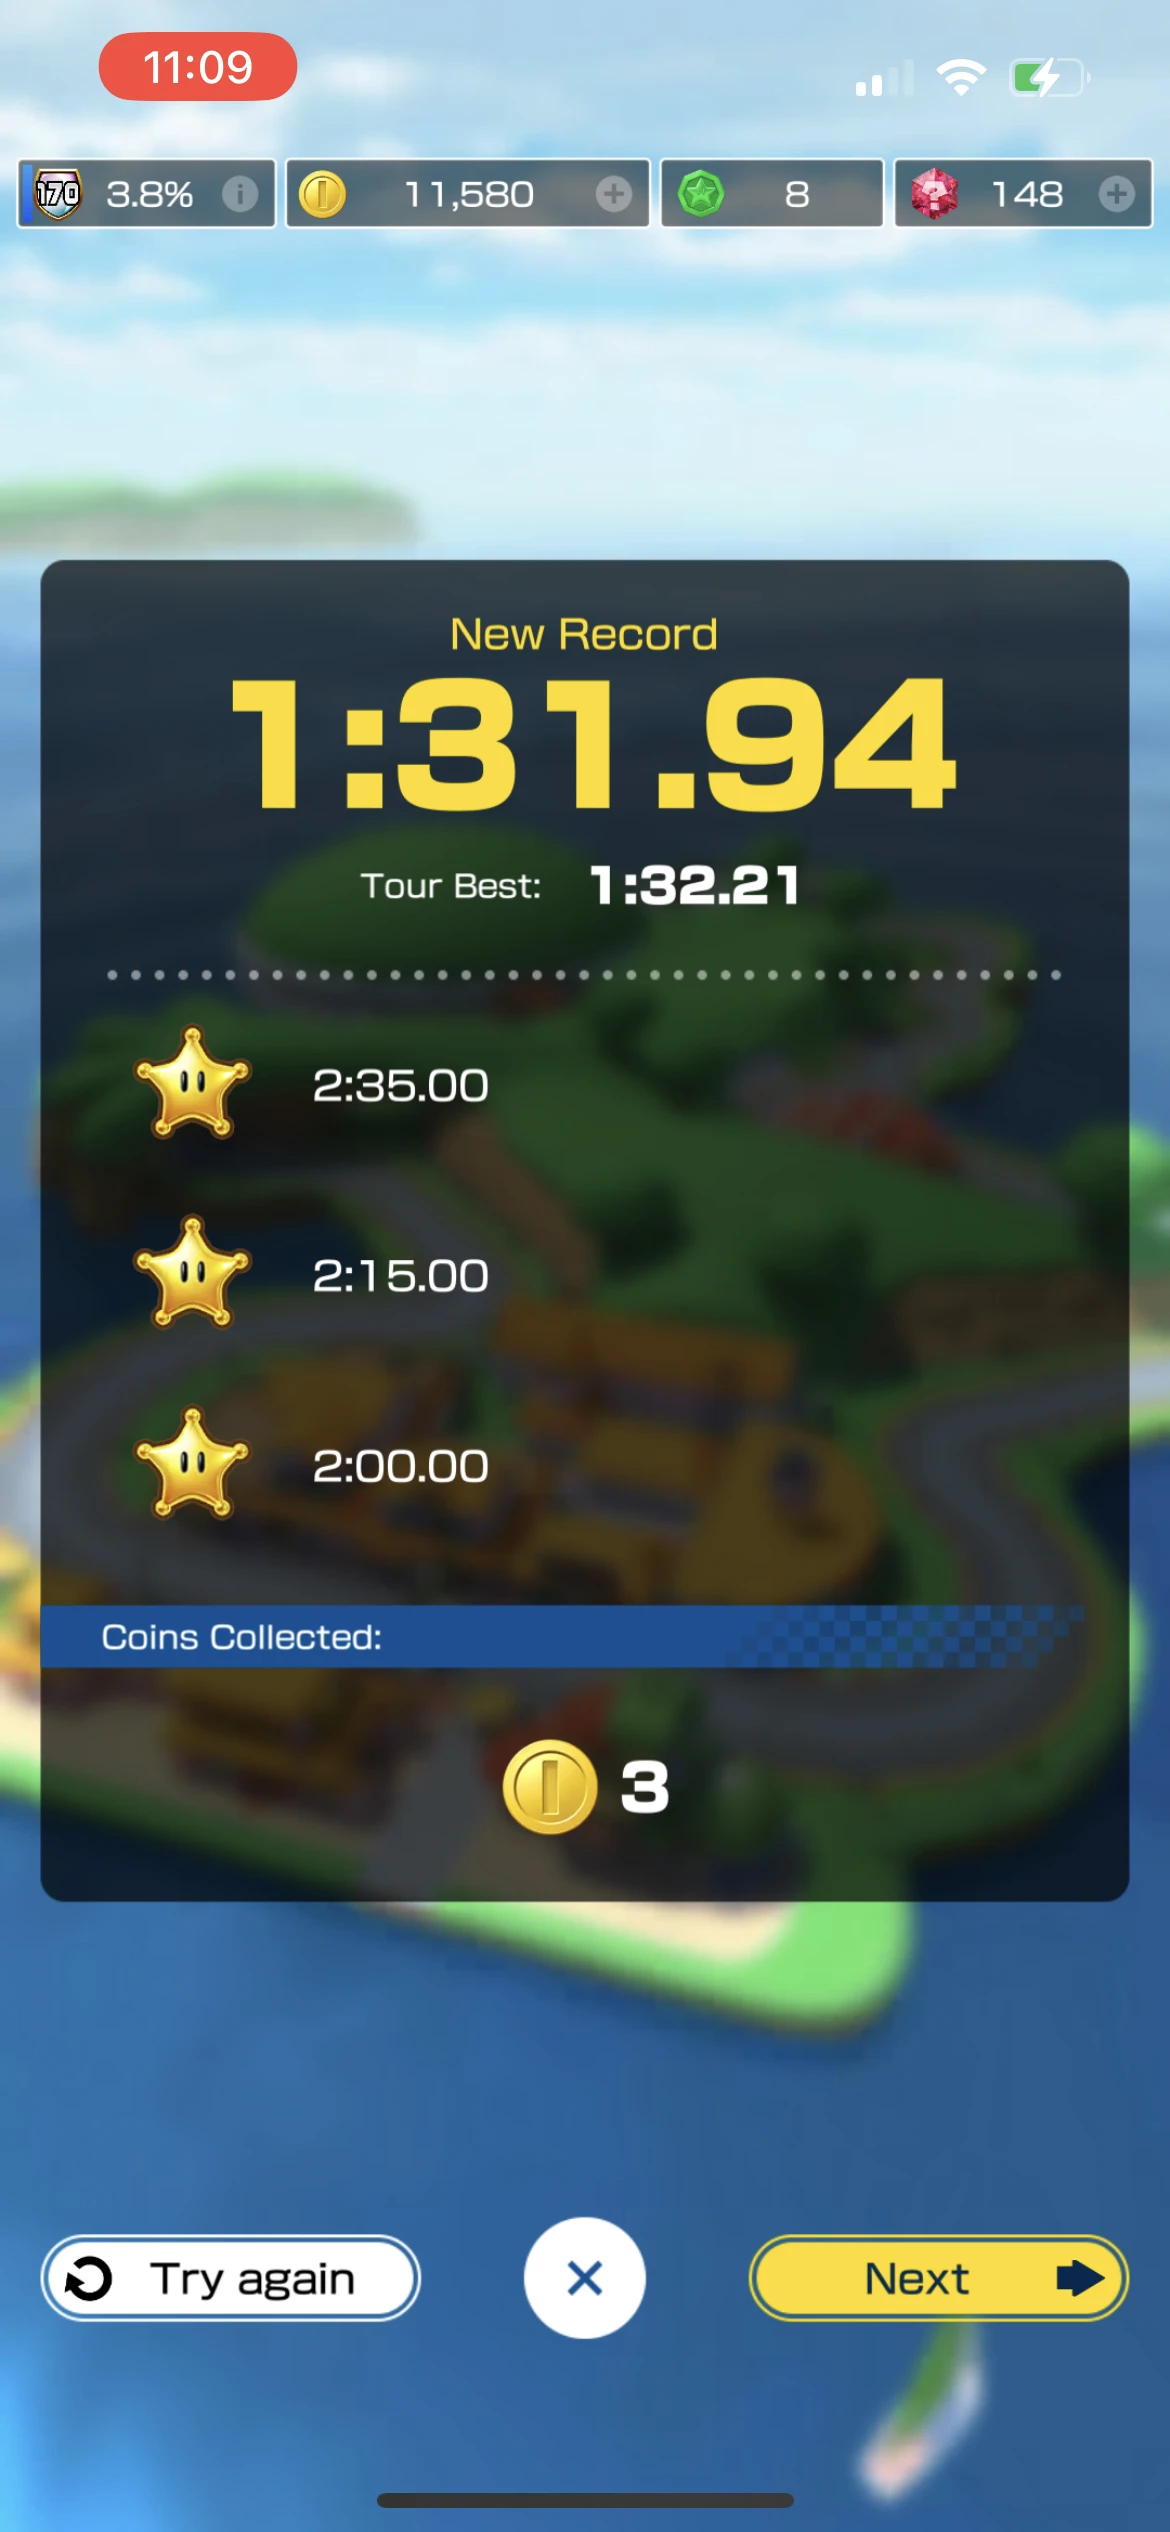 11:09
170 3.8% i 11,580 + 8 148 +
New Record
1:31.94
Tour Best: 1:32.21
2:35.00
2:15.00
2:00.00
Coins Collected:
3
Try again × Next